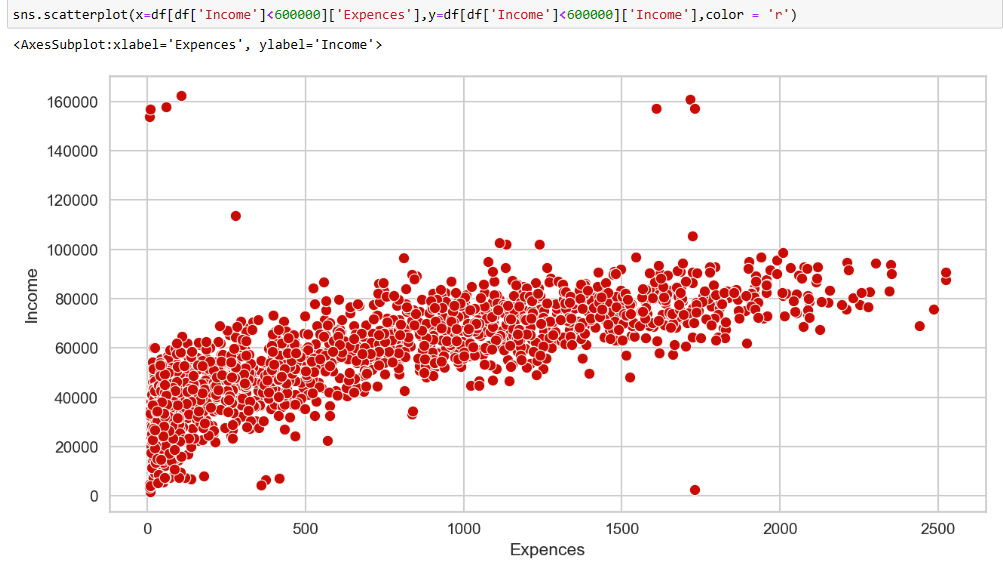 sns.scatterplot(x=df[df['Income']<600000]['Expences'],y=df[df['Income']<600000]['Income'],color = 'r')
<AxesSubplot:xlabel='Expences', ylabel='Income'>
160000
140000
120000
100000
80000
60000
40000
20000
0
Income
0 500 1000 1500 2000 2500
Expences